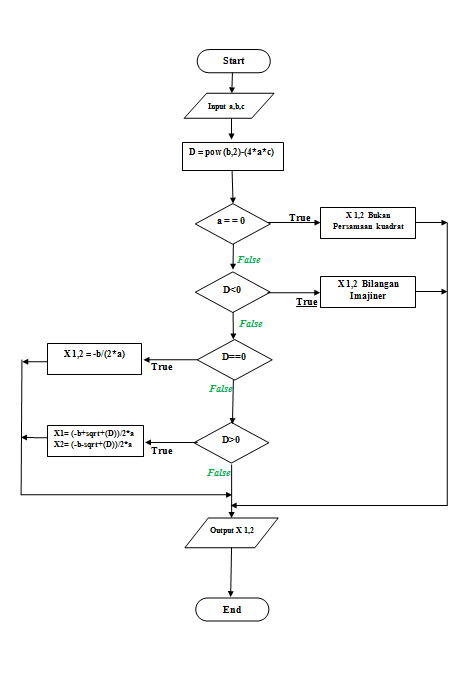 Start
Input a,b,c
D = pow(b,2)-(4*a*c)
a == 0
True
X 1,2 Bukan
Persamaan kuadrat
False
D<0
True
X 1,2 Bilangan
Imajiner
False
D==0
True
X 1,2 = -b/(2*a)
False
D>0
True
X1= (-b+sqrt+(D))/2*a
X2= (-b-sqrt+(D))/2*a
False
Output X 1,2
End